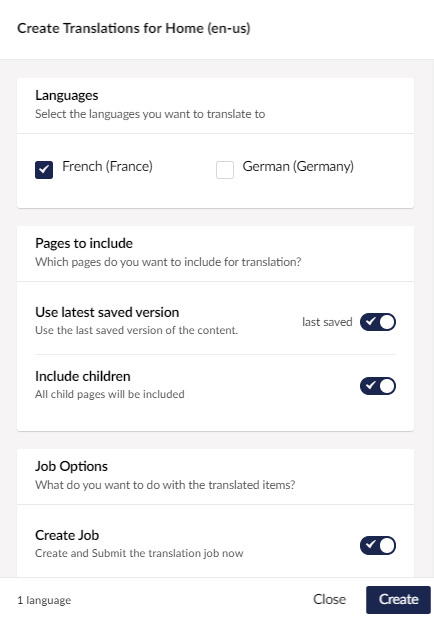 Create Translations for Home (en-us)
Languages
Select the languages you want to translate to
French (France)
German (Germany)
Pages to include
Which pages do you want to include for translation?
Use latest saved version
last saved
Use the last saved version of the content.
Include children
All child pages will be included
Job Options
What do you want to do with the translated items?
Create Job
Create and Submit the translation job now
1 language
Close
Create